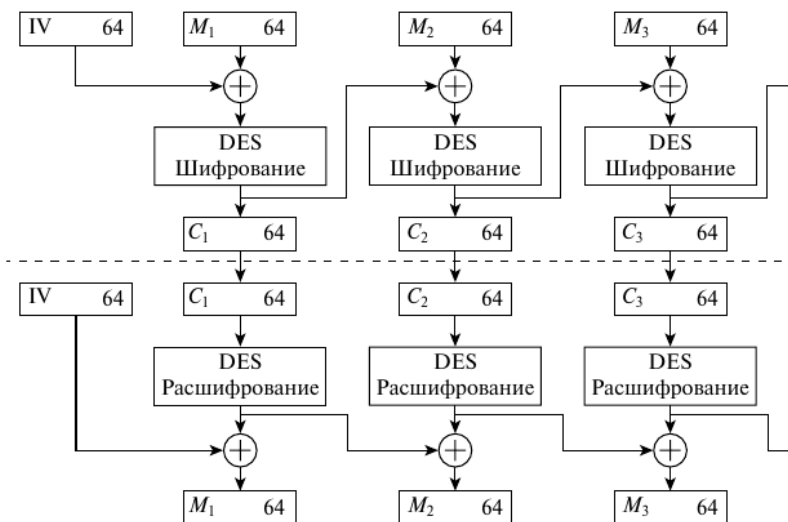 IV 64 M₁ 64 M₂ 64 M₃ 64
DES DES DES
Шифрование Шифрование Шифрование
C₁ 64 C₂ 64 C₃ 64
IV 64 C₁ 64 C₂ 64 C₃ 64
DES DES DES
Расшифрование Расшифрование Расшифрование
M₁ 64 M₂ 64 M₃ 64